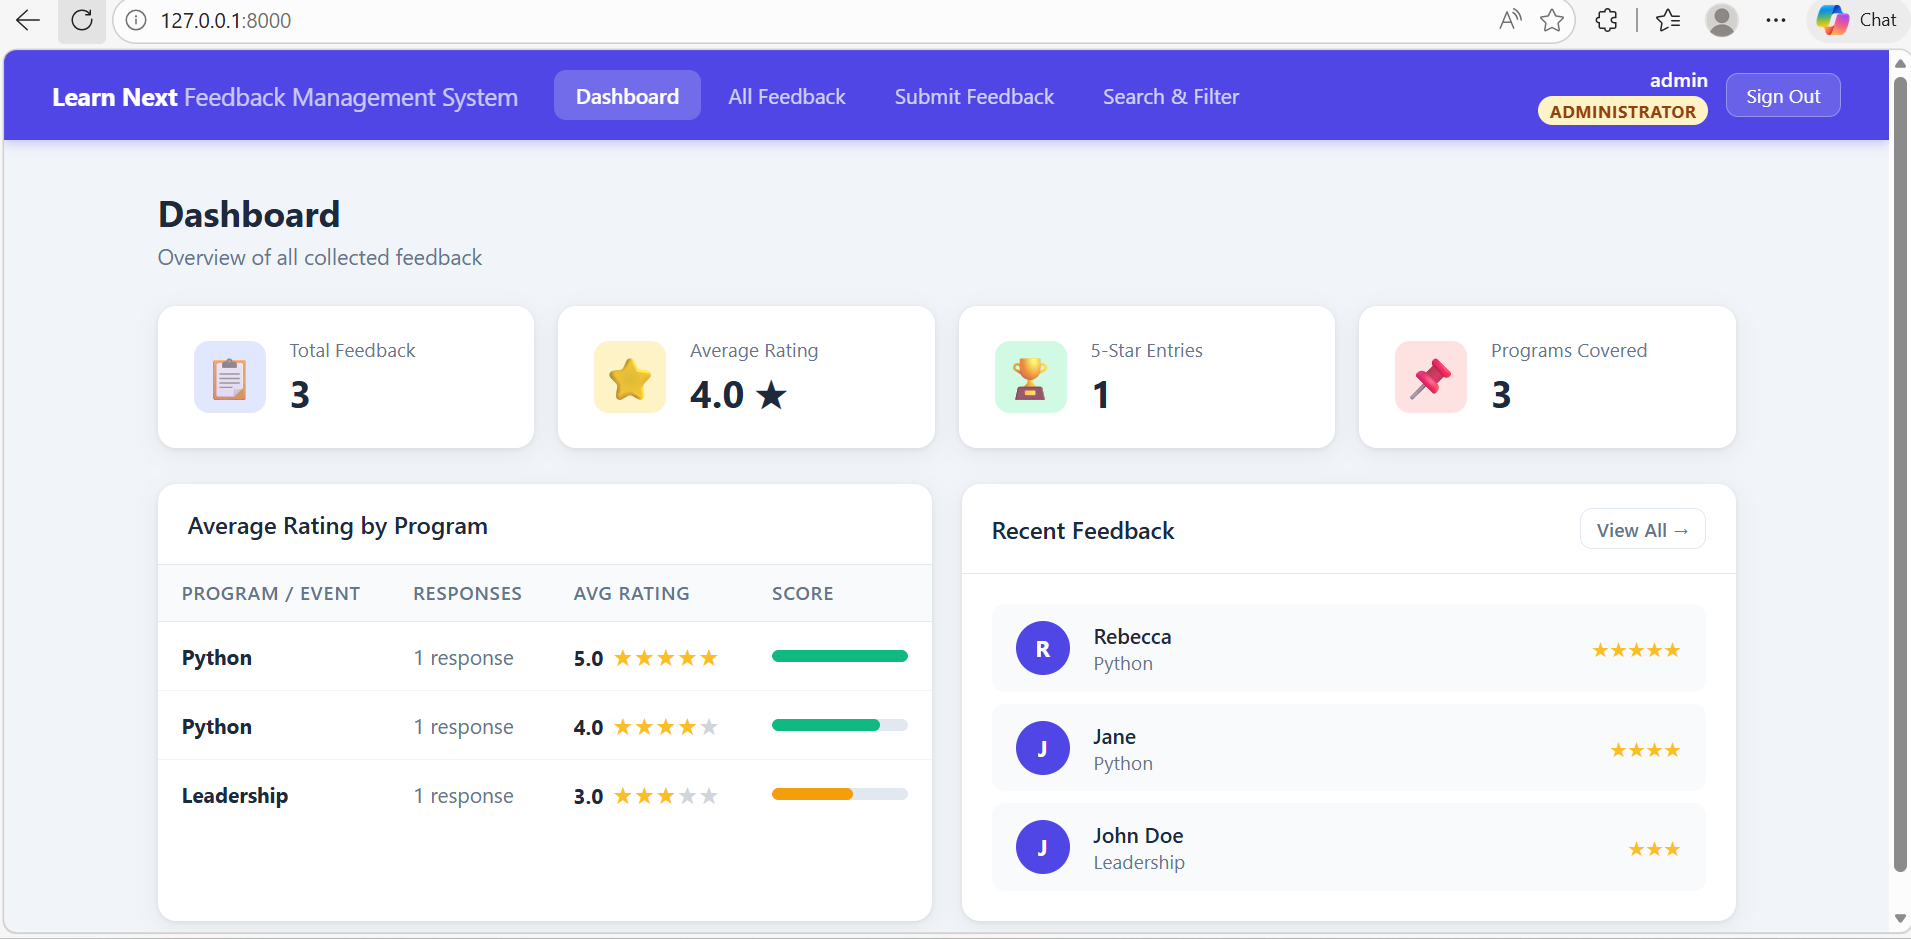 127.0.0.1:8000
Chat
Learn Next Feedback Management System
Dashboard
All Feedback
Submit Feedback
Search & Filter
admin
ADMINISTRATOR
Sign Out
Dashboard
Overview of all collected feedback
Total Feedback
3
Average Rating
4.0 ★
5-Star Entries
1
Programs Covered
3
Average Rating by Program
PROGRAM / EVENT RESPONSES AVG RATING SCORE
Python 1 response 5.0 ★★★★★
Python 1 response 4.0 ★★★★★
Leadership 1 response 3.0 ★★★★★
Recent Feedback
View All →
R
Rebecca
Python
★★★★★
J
Jane
Python
★★★★
J
John Doe
Leadership
★★★